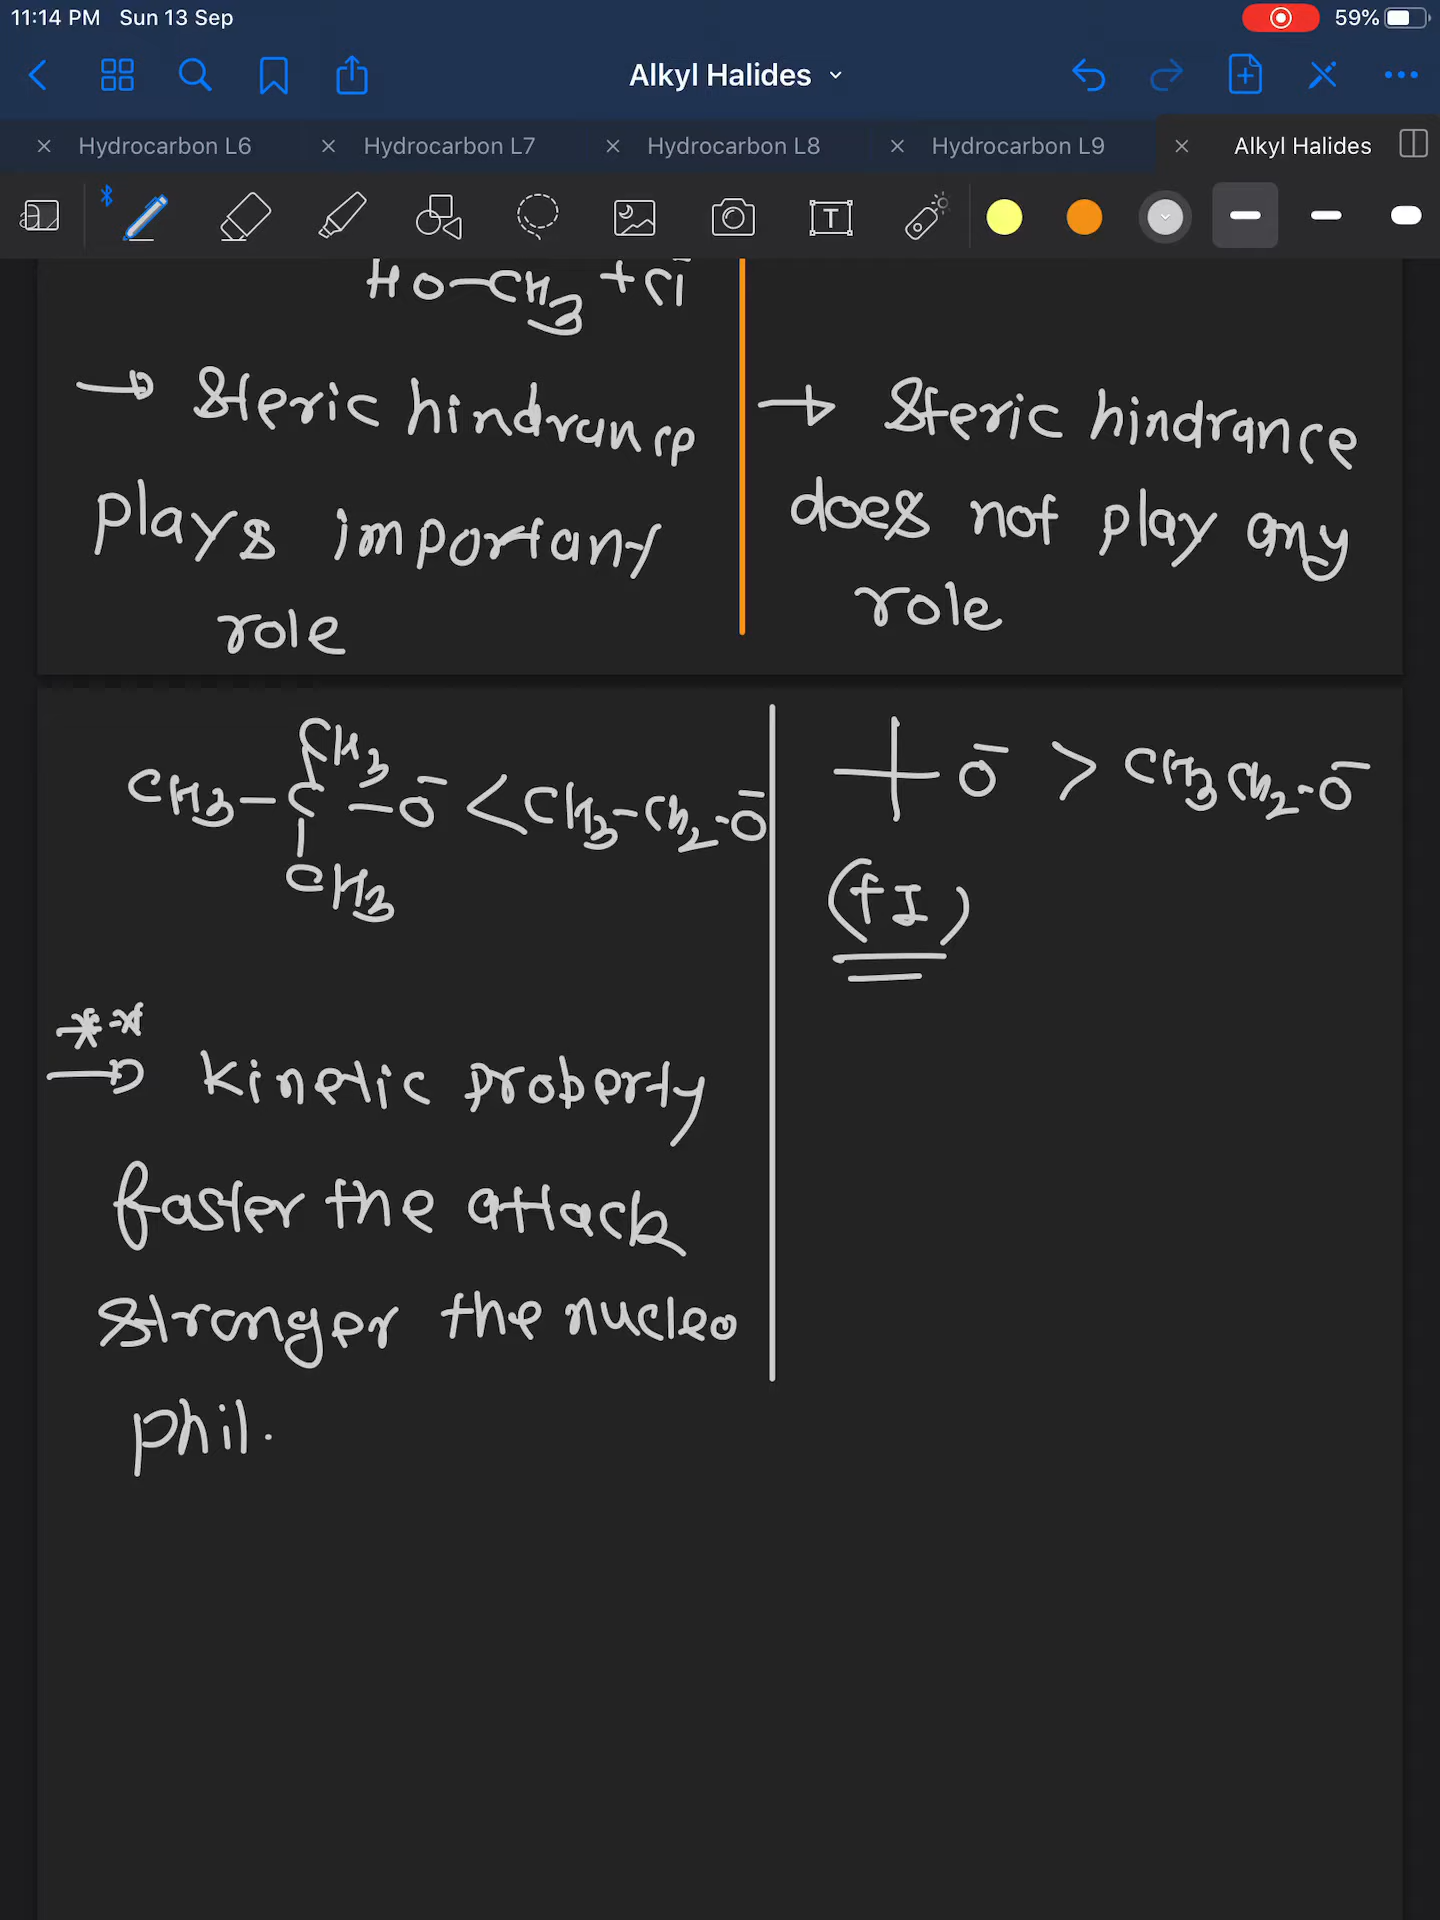 11:14 PM Sun 13 Sep 59%
Alkyl Halides
Hydrocarbon L6 Hydrocarbon L7 Hydrocarbon L8 Hydrocarbon L9 Alkyl Halides
T
HO-CH3 + Cl̄
→ Steric hindrance
plays important
role
→ Steric hindrance
does not play any
role
CH3
CH3-C-Ō < CH3-CH2-Ō
CH3
Ō > CH3CH2-Ō
(+I)
**
→ kinetic property
faster the attack
stronger the nucleo
phil.